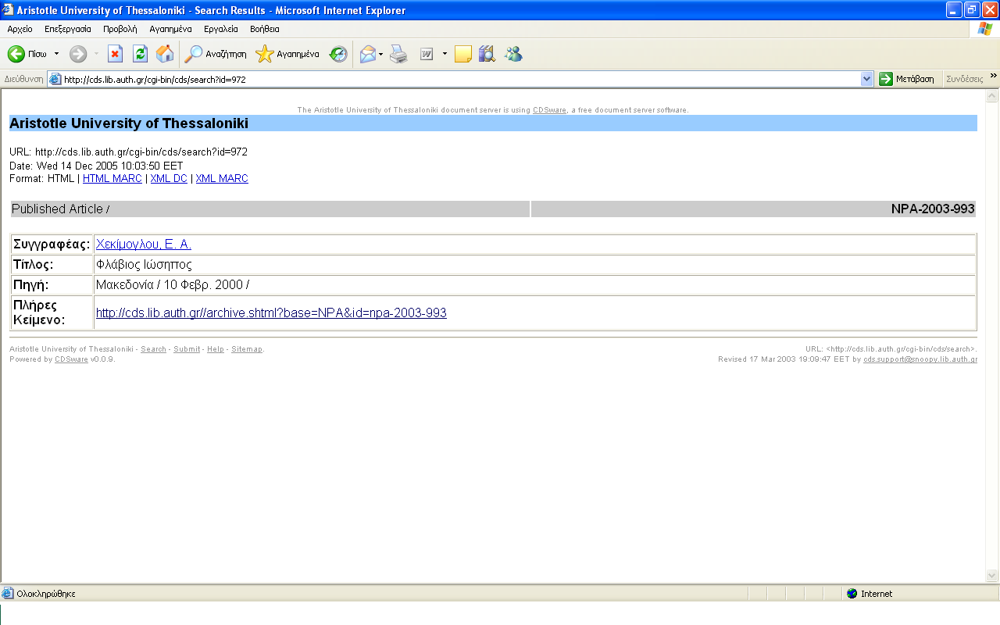 Aristotle University of Thessaloniki - Search Results - Microsoft Internet Explorer
Αρχείο Επεξεργασία Προβολή Αγαπημένα Εργαλεία Βοήθεια
Πίσω Αναζήτηση Αγαπημένα
Διεύθυνση http://cds.lib.auth.gr/cgi-bin/cds/search?id=972 Μετάβαση Συνδέσεις »
The Aristotle University of Thessaloniki document server is using CDSware, a free document server software.
Aristotle University of Thessaloniki
URL: http://cds.lib.auth.gr/cgi-bin/cds/search?id=972
Date: Wed 14 Dec 2005 10:03:50 EET
Format: HTML | HTML MARC | XML DC | XML MARC
Published Article / NPA-2003-993
Συγγραφέας: Χεκίμογλου, Ε. Α.
Τίτλος: Φλάβιος Ιώσηπος
Πηγή: Μακεδονία / 10 Φεβρ. 2000 /
Πλήρες
Κείμενο: http://cds.lib.auth.gr//archive.shtml?base=NPA&id=npa-2003-993
Aristotle University of Thessaloniki - Search - Submit - Help - Sitemap. URL: <http://cds.lib.auth.gr/cgi-bin/cds/search>.
Powered by CDSware v0.0.9. Revised 17 Mar 2003 19:09:47 EET by cds.support@snoopy.lib.auth.gr
Ολοκληρώθηκε Internet